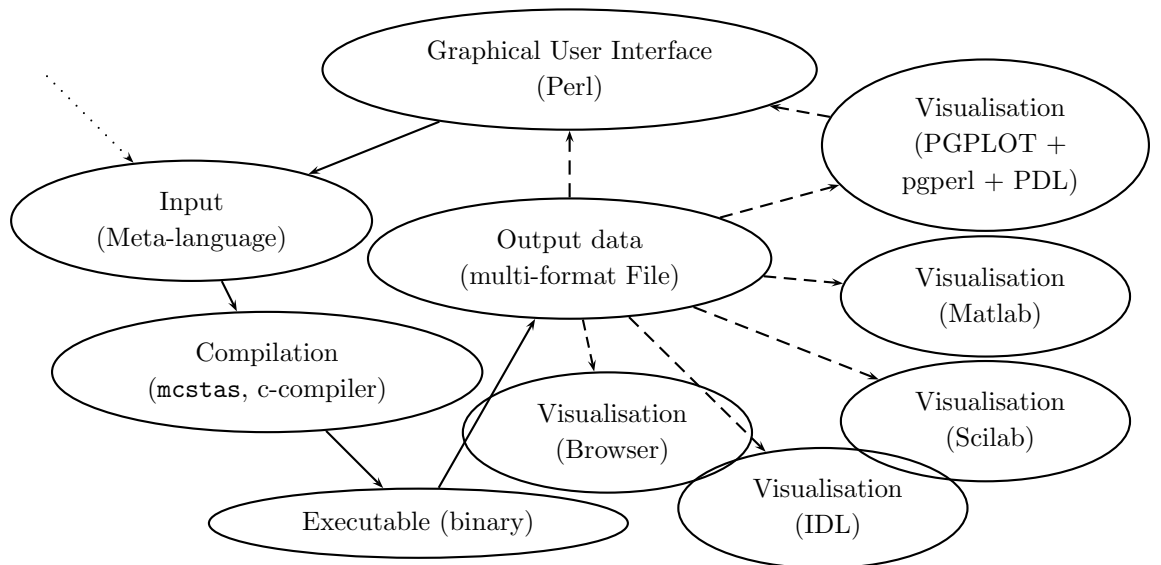 Graphical User Interface
(Perl)
Visualisation
(PGPLOT +
pgperl + PDL)
Input
(Meta-language)
Output data
(multi-format File)
Visualisation
(Matlab)
Compilation
(mcstas, c-compiler)
Visualisation
(Browser)
Visualisation
(Scilab)
Executable (binary)
Visualisation
(IDL)